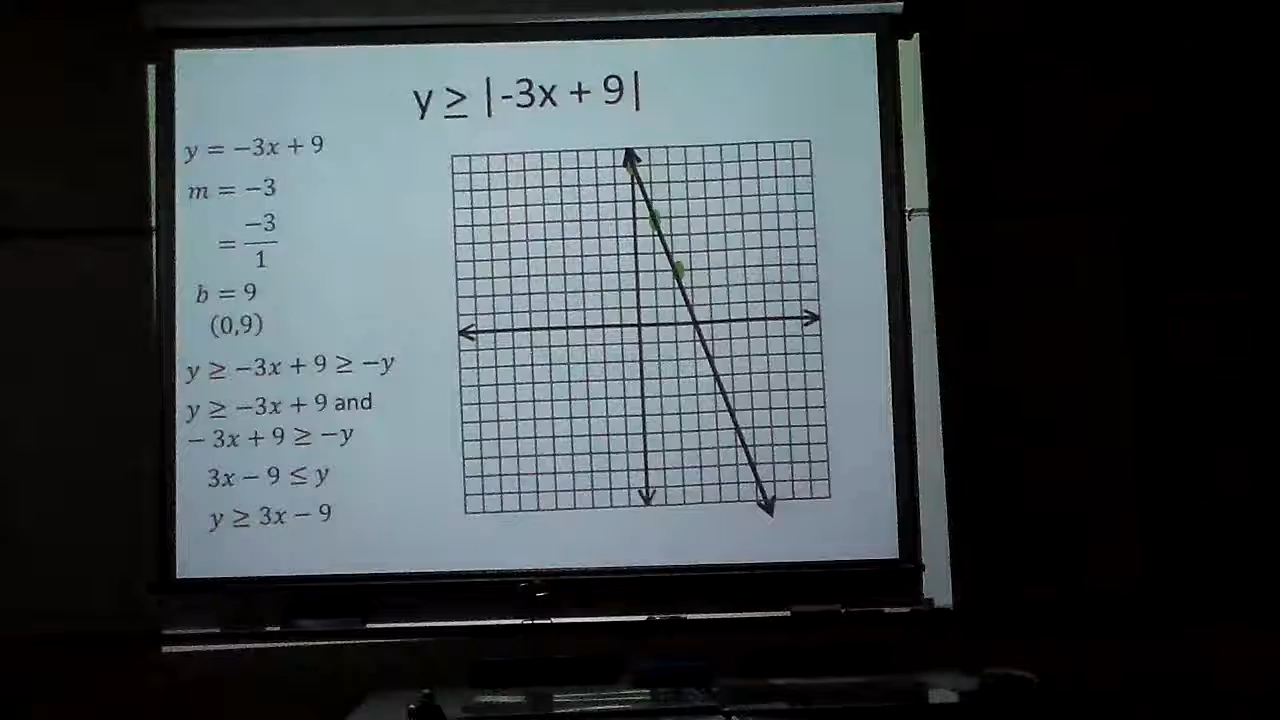 y ≥ |-3x + 9|
y = −3x + 9
m = −3
= −3/1
b = 9
(0,9)
y ≥ −3x + 9 ≥ −y
y ≥ −3x + 9 and
− 3x + 9 ≥ −y
3x − 9 ≤ y
y ≥ 3x − 9